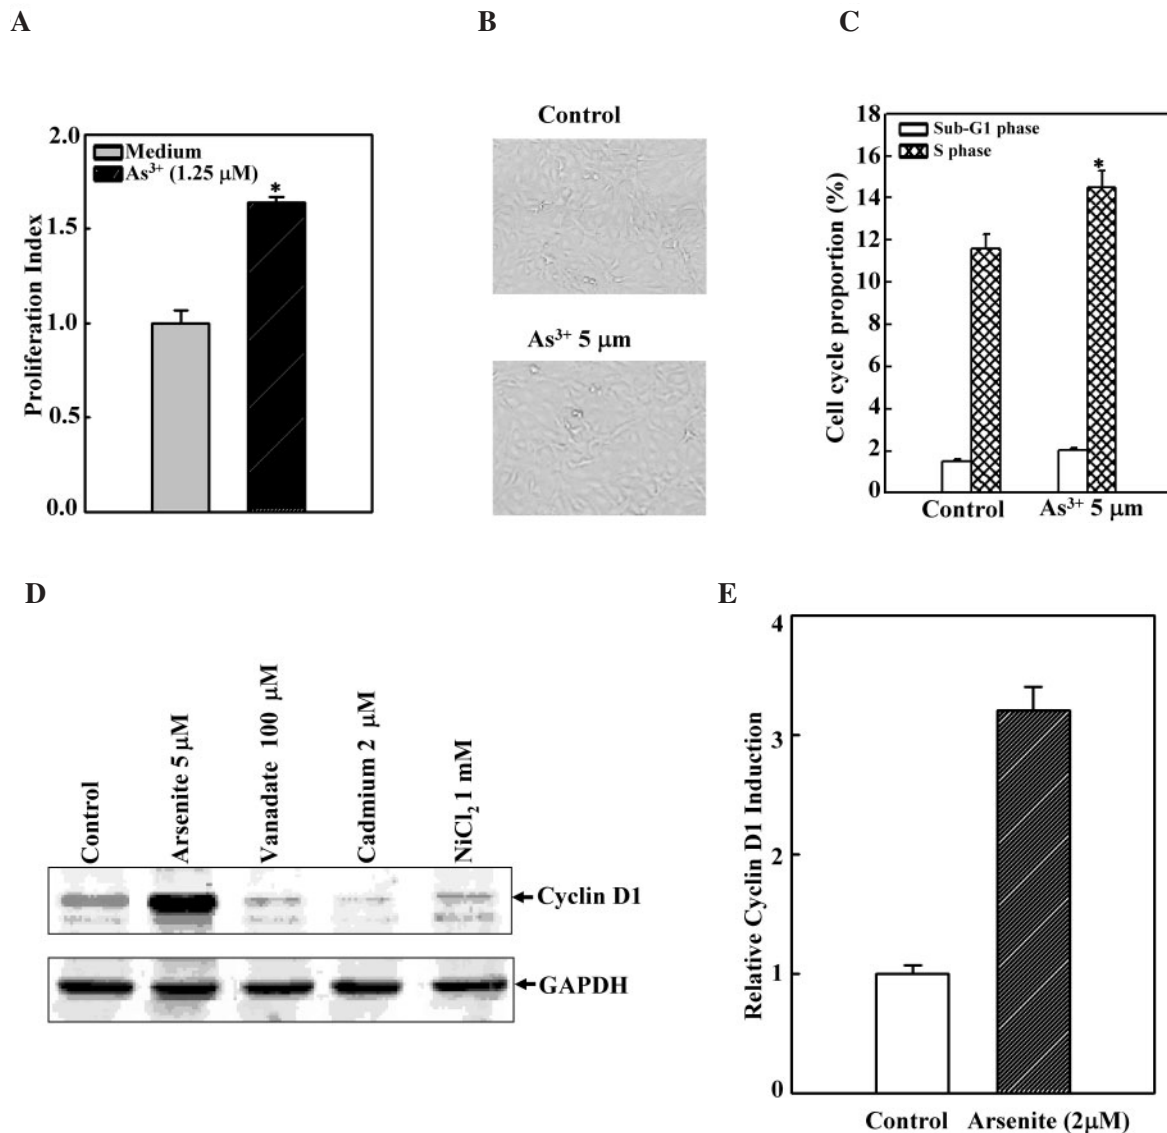 A
B
C
2.0
1.5
1.0
0.5
0.0
Proliferation Index
Medium
As³⁺ (1.25 μM)
*
Control
As³⁺ 5 μm
18
16
14
12
10
8
6
4
2
0
Cell cycle proportion (%)
Sub-G1 phase
S phase
*
Control
As³⁺ 5 μm
D
E
Control
Arsenite 5 μM
Vanadate 100 μM
Cadmium 2 μM
NiCl₂ 1 mM
Cyclin D1
GAPDH
4
3
2
1
0
Relative Cyclin D1 Induction
Control
Arsenite (2μM)